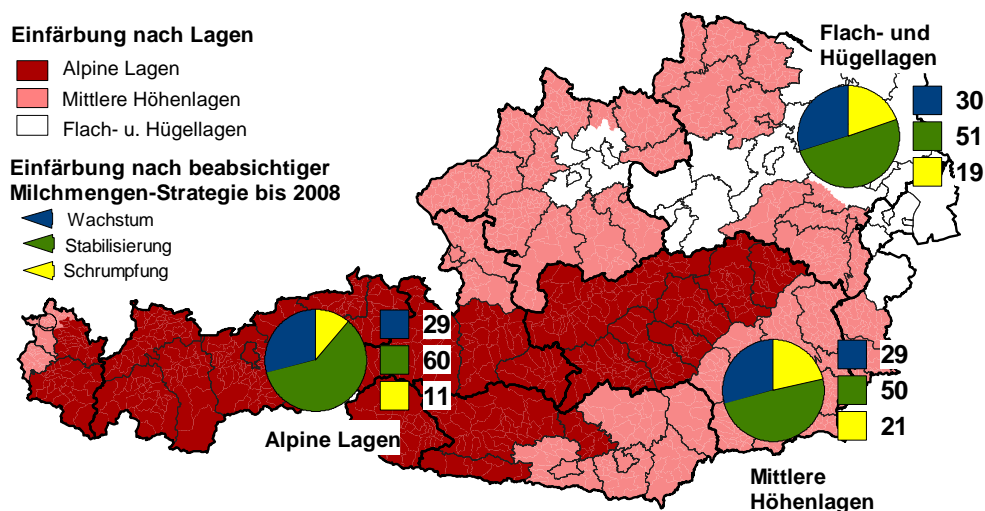 Einfärbung nach Lagen
Alpine Lagen
Mittlere Höhenlagen
Flach- u. Hügellagen
Einfärbung nach beabsichtiger
Milchmengen-Strategie bis 2008
Wachstum
Stabilisierung
Schrumpfung
Flach- und
Hügellagen
30
51
19
29
60
11
Alpine Lagen
29
50
21
Mittlere
Höhenlagen